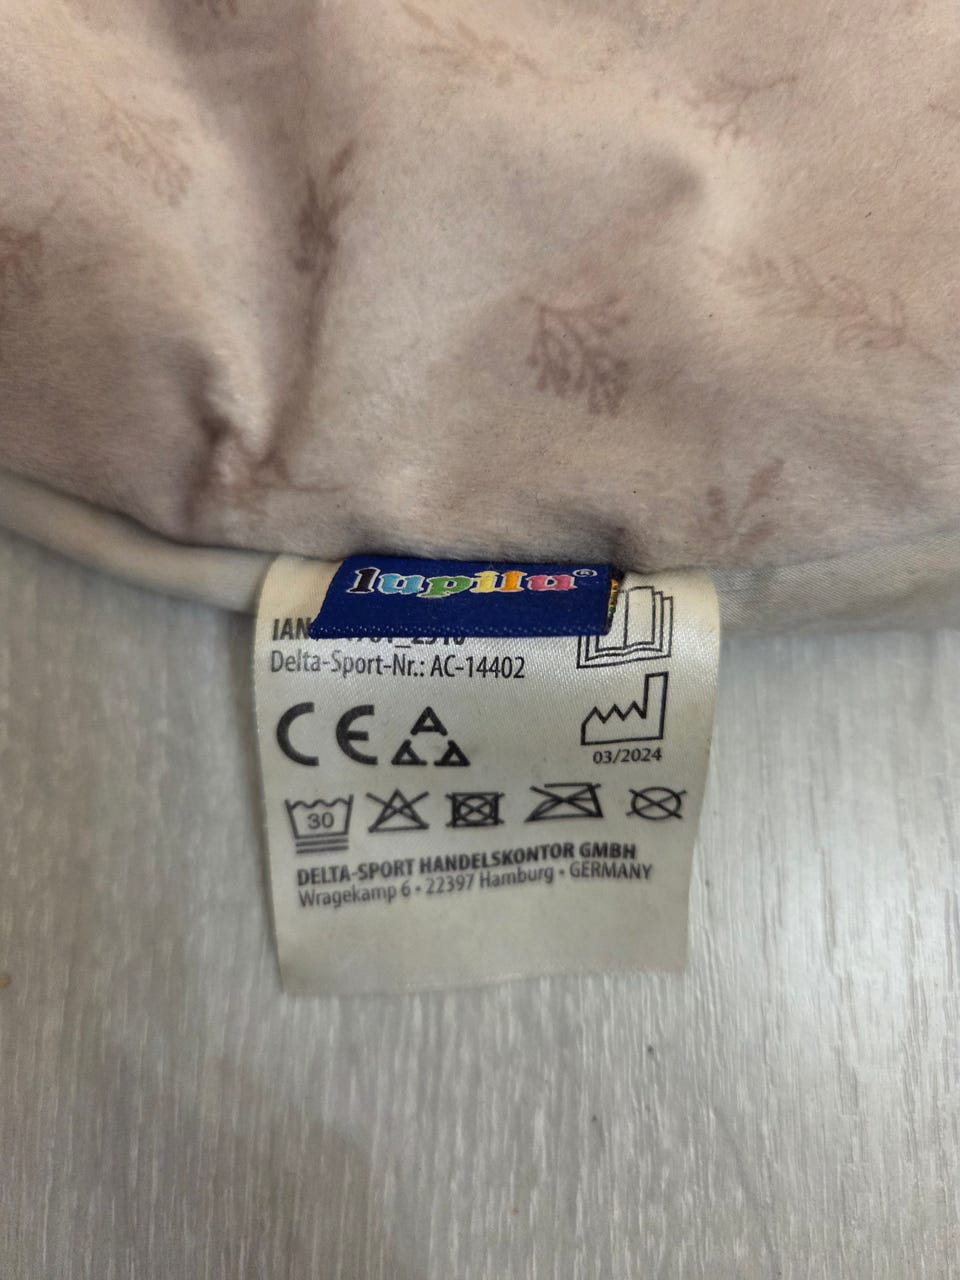 lupilu®
IAN
Delta-Sport-Nr.: AC-14402
CE
03/2024
30
DELTA-SPORT HANDELSKONTOR GMBH
Wragekamp 6 • 22397 Hamburg • GERMANY